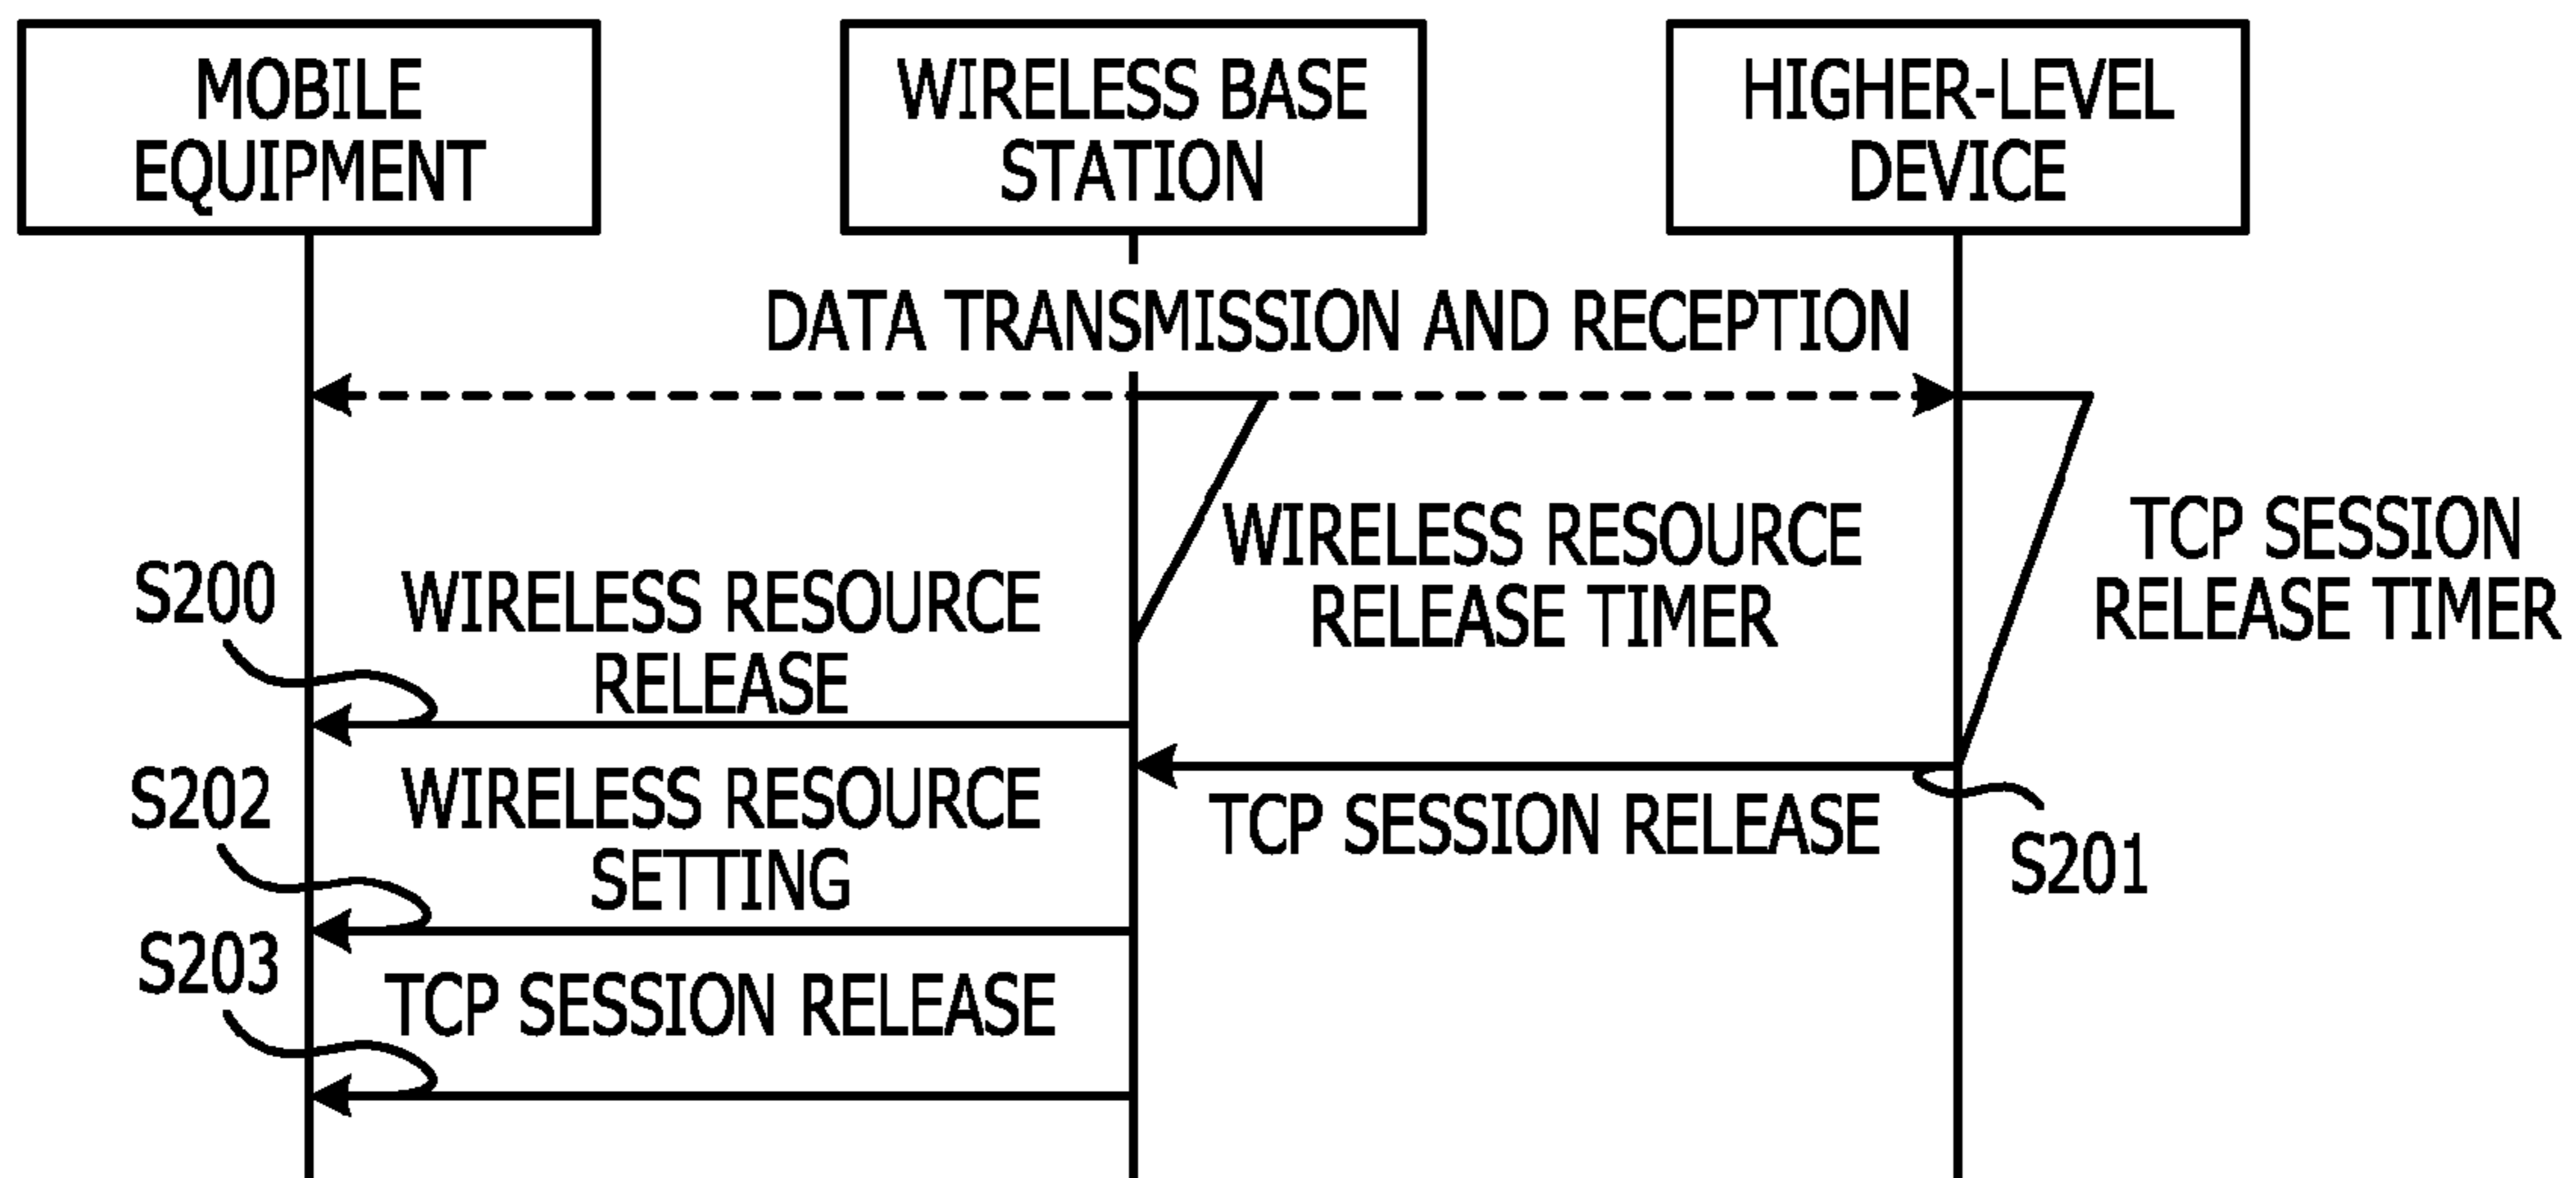 MOBILE
EQUIPMENT
WIRELESS BASE
STATION
HIGHER-LEVEL
DEVICE
DATA TRANSMISSION AND RECEPTION
WIRELESS RESOURCE
RELEASE TIMER
TCP SESSION
RELEASE TIMER
S200
WIRELESS RESOURCE
RELEASE
S202
WIRELESS RESOURCE
SETTING
TCP SESSION RELEASE
S201
S203
TCP SESSION RELEASE